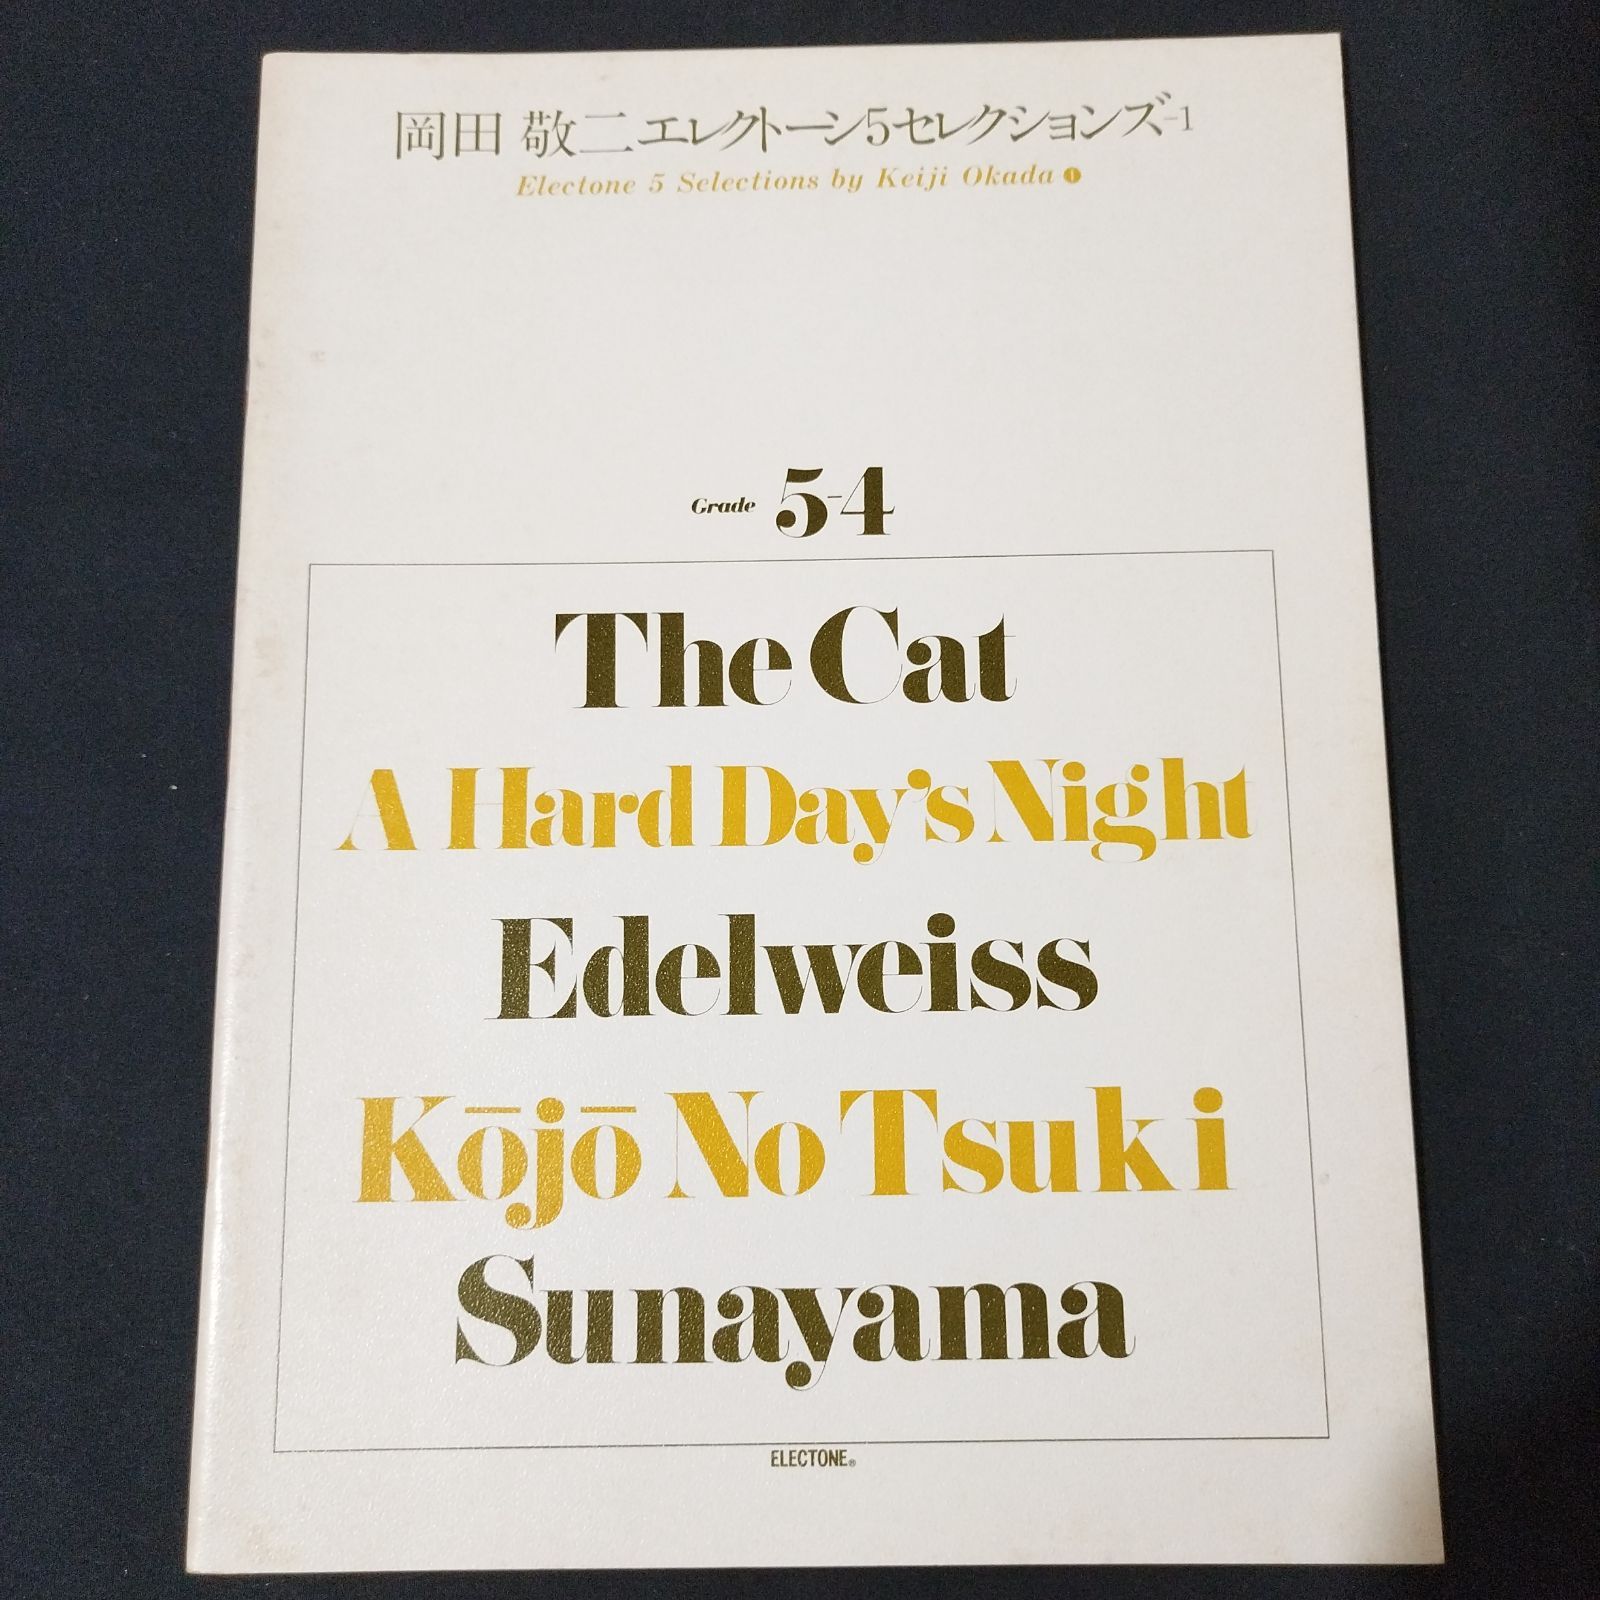 岡田 敬二エレクトーン5セレクションズ-1
Electone 5 Selections by Keiji Okada ❶
Grade 5-4
The Cat
A Hard Day's Night
Edelweiss
Kōjō No Tsuki
Sunayama
ELECTONE®